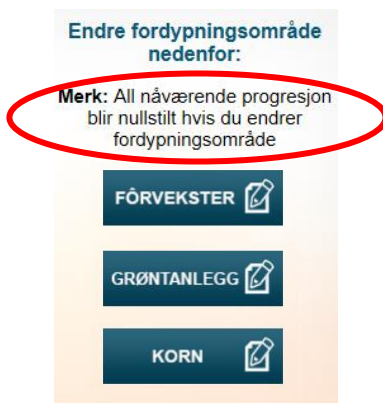 Endre fordypningsområde
nedenfor:
Merk: All nåværende progresjon
blir nullstilt hvis du endrer
fordypningsområde
FÔRVEKSTER
GRØNTANLEGG
KORN